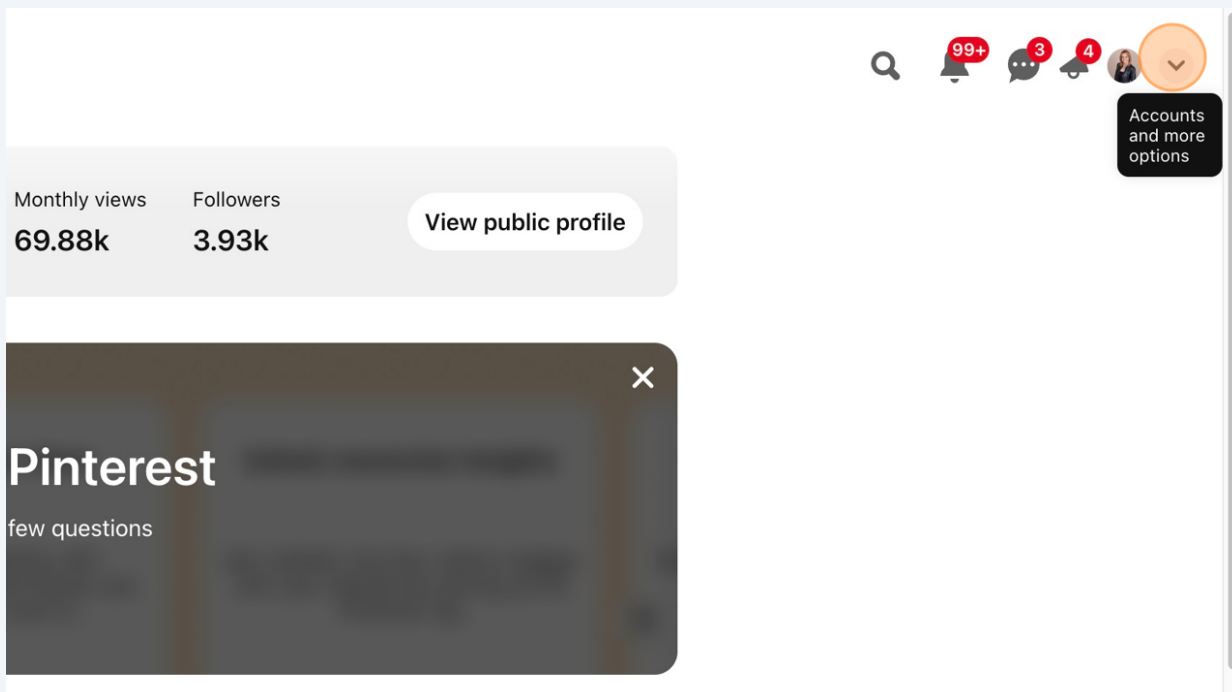 99+
3
4
Accounts
and more
options
Monthly views
Followers
69.88k
3.93k
View public profile
Pinterest
few questions